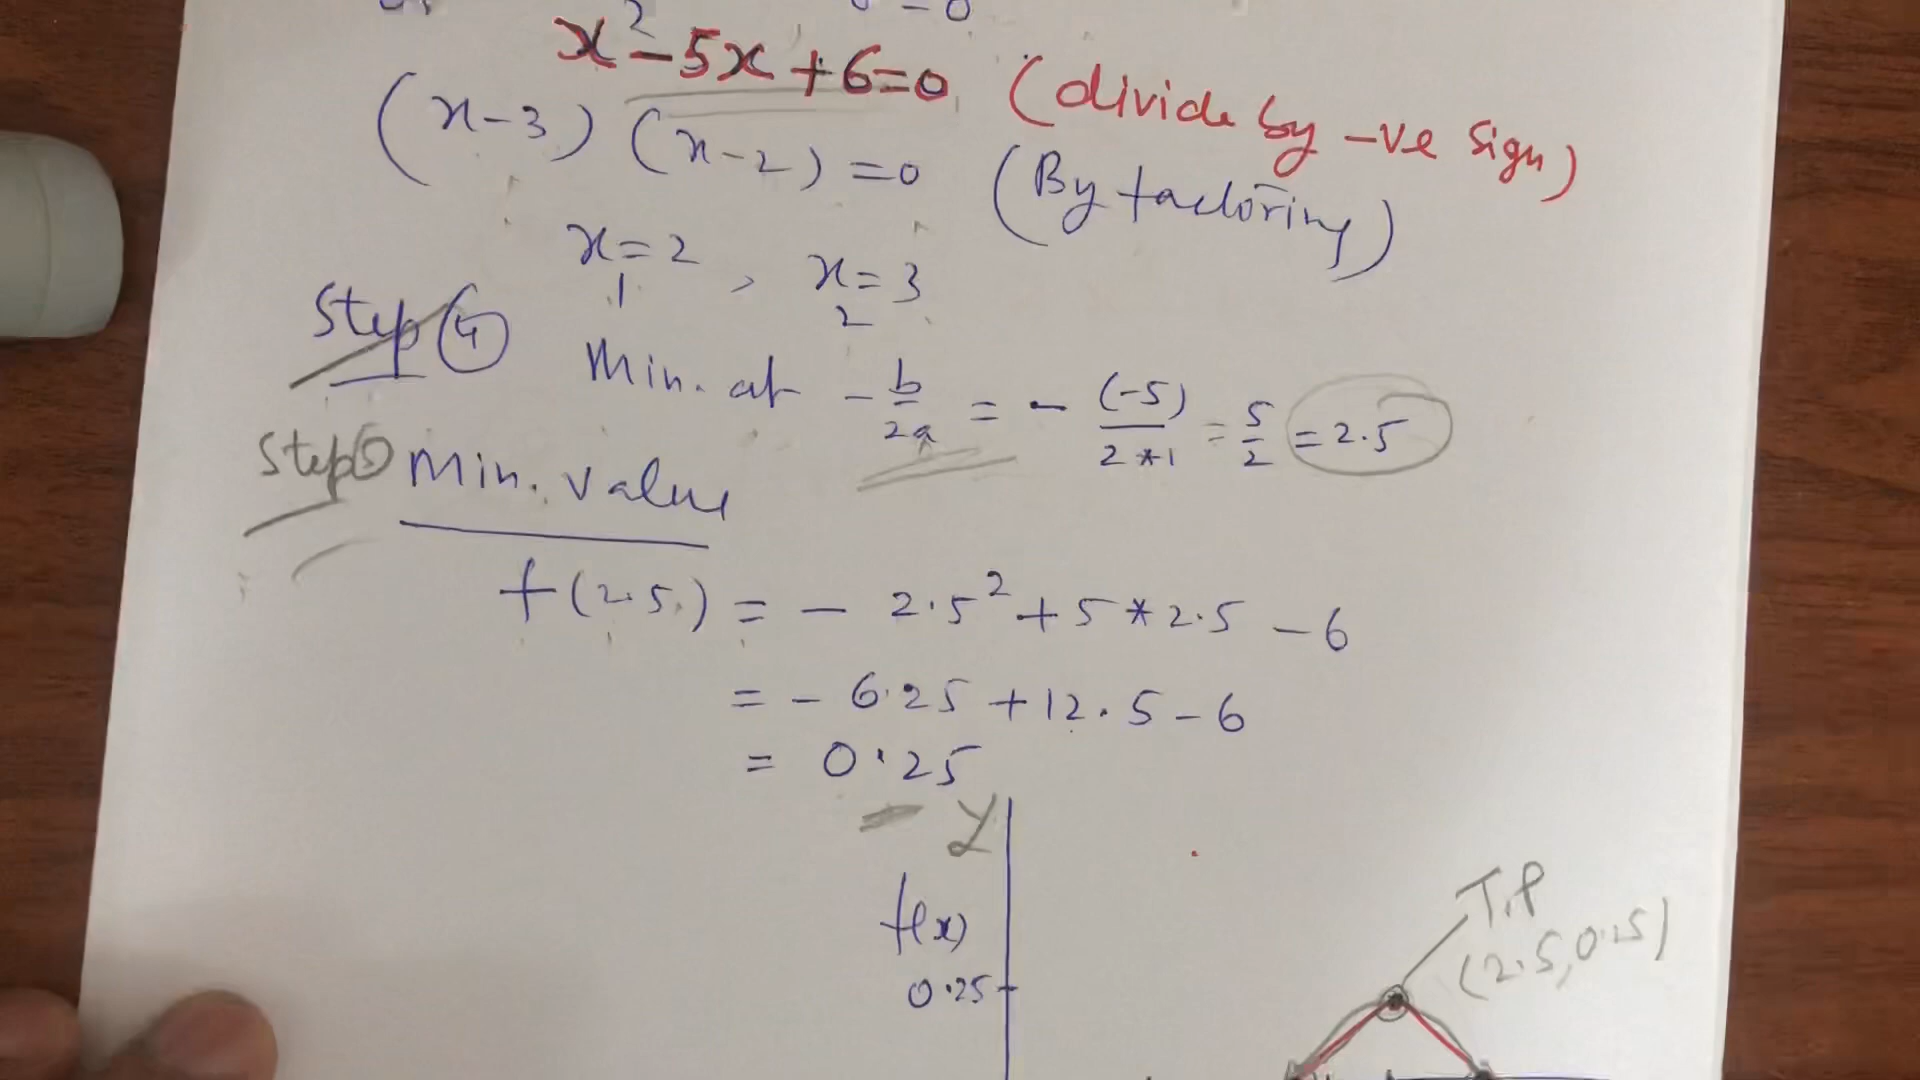 x²-5x+6=0 (divide by -ve sign)
(x-3) (x-2) =0 (By factoring)
x₁=2 , x₂=3
Step ④
Min. at -b/2a = - (-5)/2*1 = 5/2 = 2.5
Step ⑤ Min. value
f(2.5) = - 2.5² + 5 * 2.5 - 6
= - 6.25 + 12.5 - 6
= 0.25
y
f(x)
T.P
(2.5, 0.25)
0.25